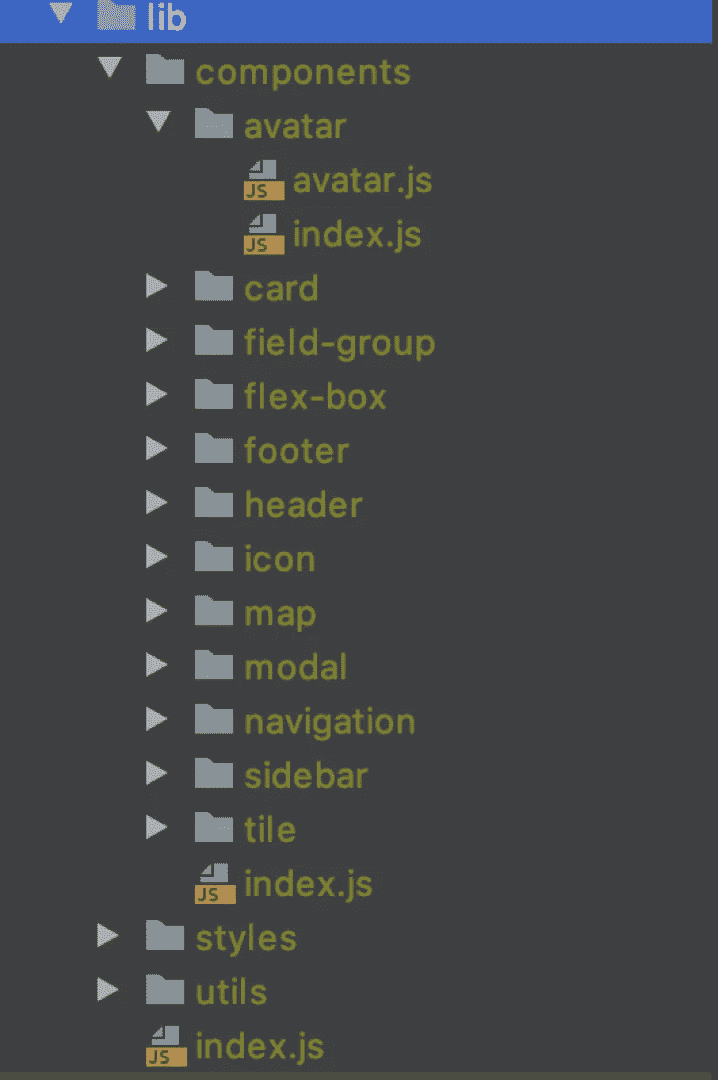 lib
components
avatar
JS avatar.js
JS index.js
card
field-group
flex-box
footer
header
icon
map
modal
navigation
sidebar
tile
JS index.js
styles
utils
JS index.js